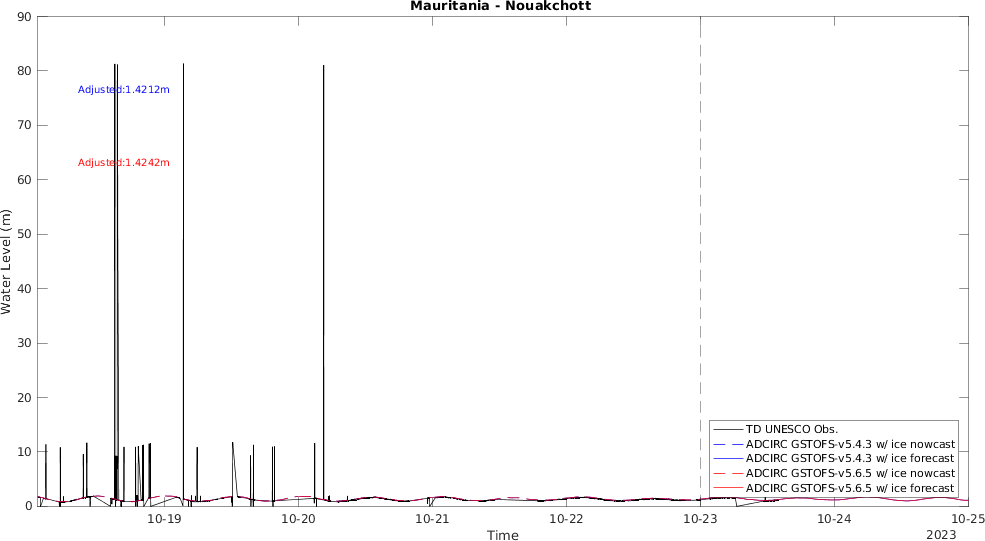 Mauritania - Nouakchott
90
80
70
60
50
40
30
20
10
0
Water Level (m)
Adjusted:1.4212m
Adjusted:1.4242m
TD UNESCO Obs.
ADCIRC GSTOFS-v5.4.3 w/ ice nowcast
ADCIRC GSTOFS-v5.4.3 w/ ice forecast
ADCIRC GSTOFS-v5.6.5 w/ ice nowcast
ADCIRC GSTOFS-v5.6.5 w/ ice forecast
10-19 10-20 10-21 10-22 10-23 10-24 10-25
Time
2023